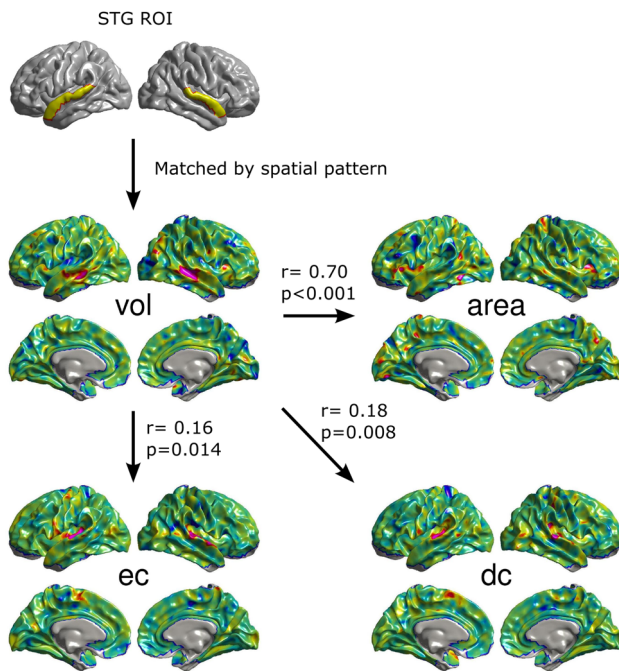 STG ROI
Matched by spatial pattern
r= 0.70
p<0.001
vol
area
r= 0.16
p=0.014
r= 0.18
p=0.008
ec
dc